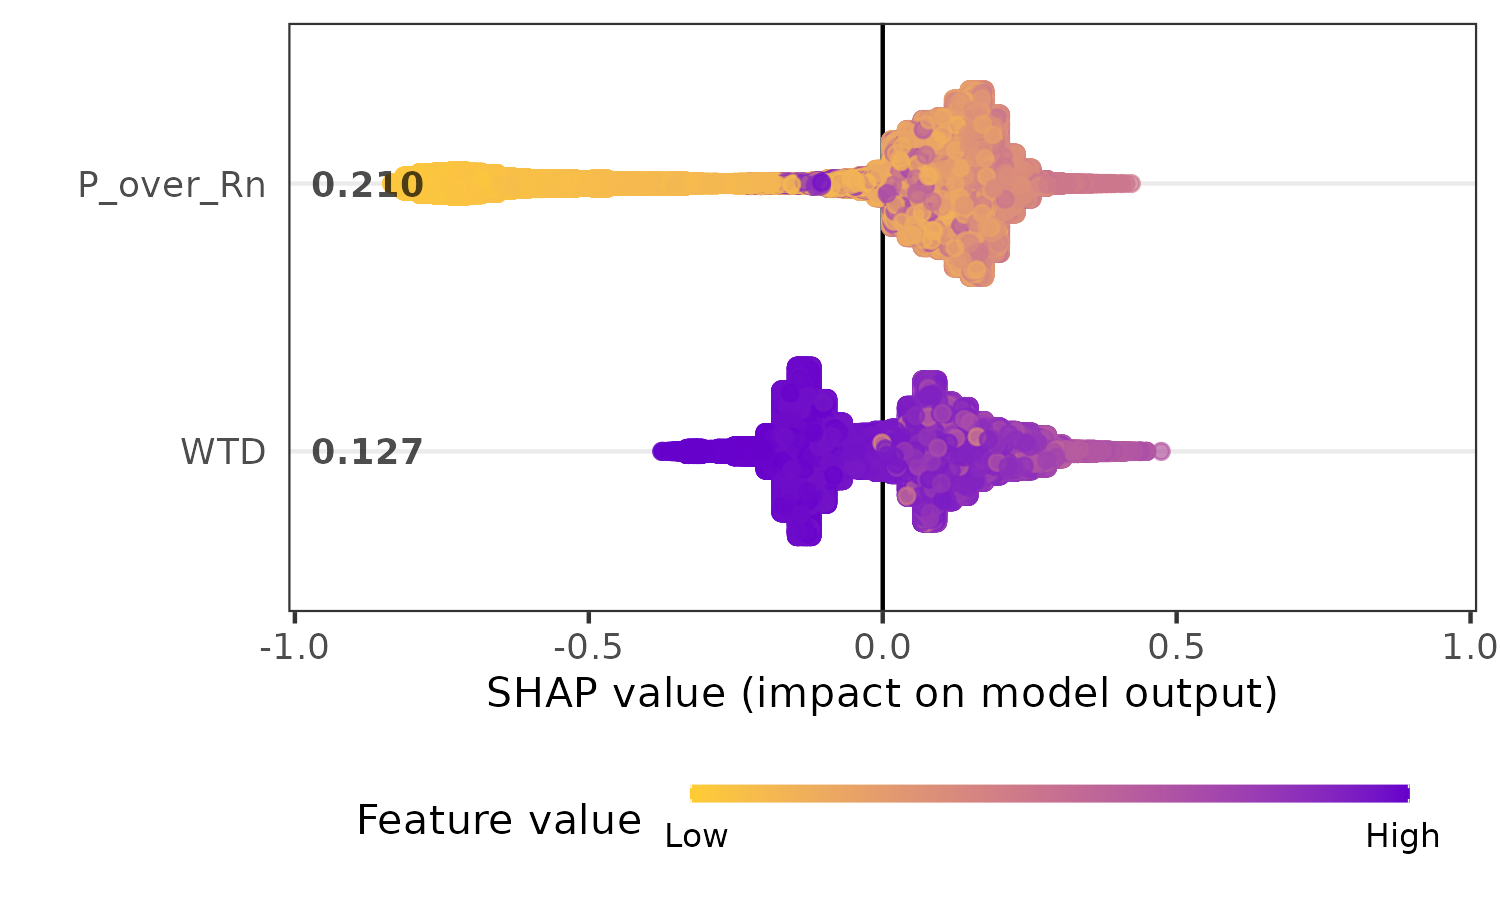 P_over_Rn 0.210
WTD 0.127
-1.0 -0.5 0.0 0.5 1.0
SHAP value (impact on model output)
Feature value
Low High